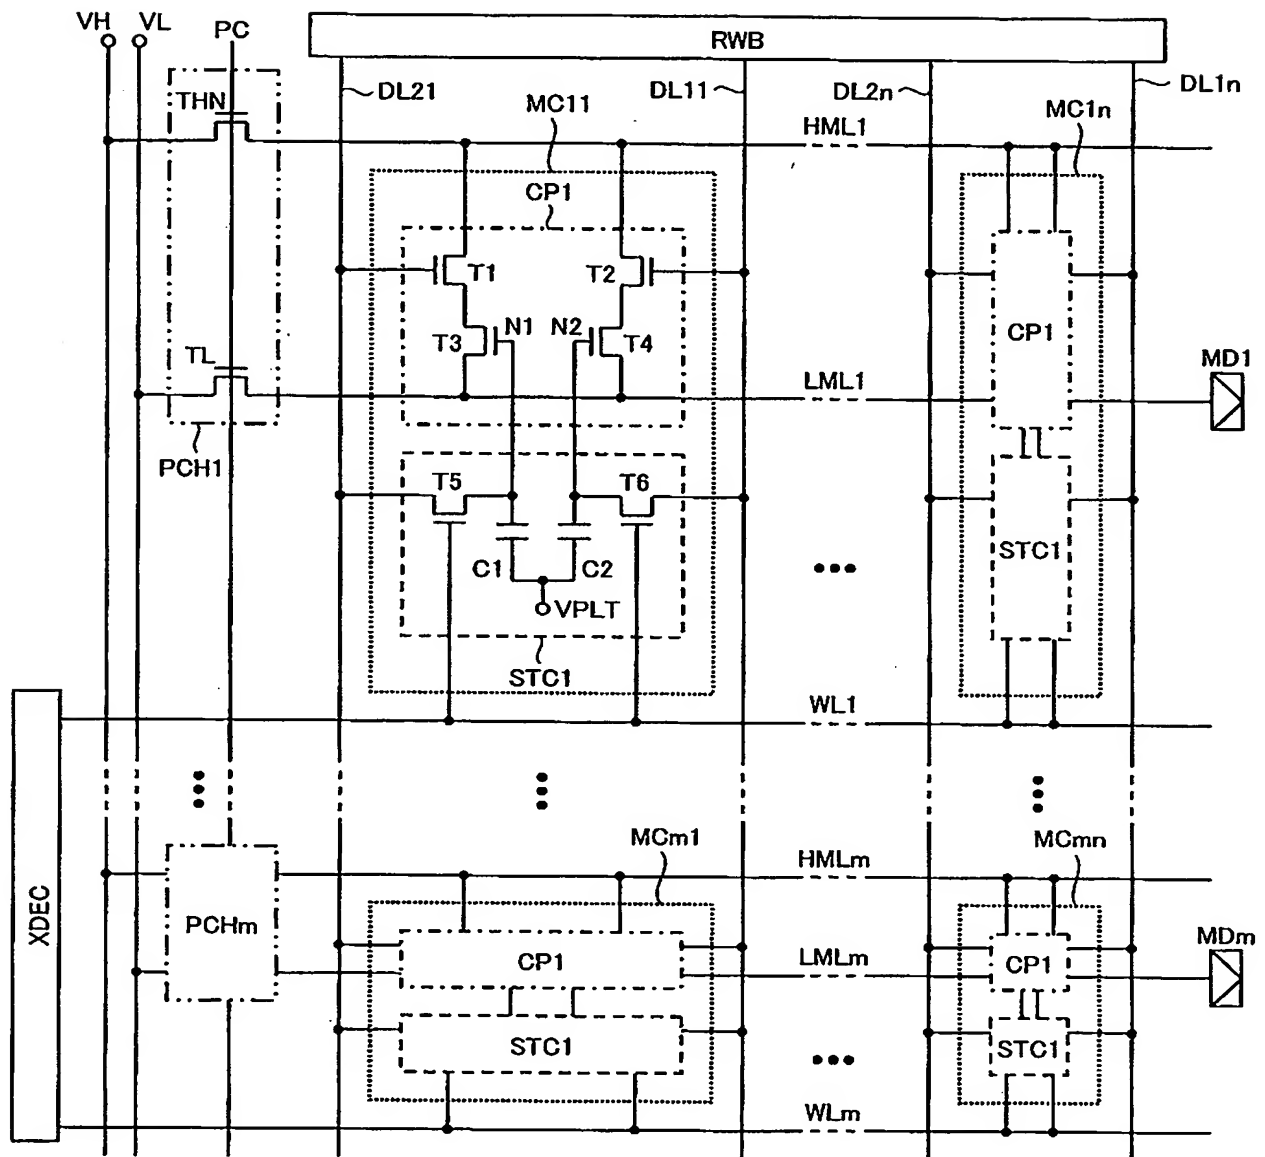 VH VL PC RWB
DL21 DL11 DL2n DL1n
THN MC11 HML1 MC1n
CP1
T1 T2
T3 N1 N2 T4 CP1
TL LML1 MD1
PCH1
T5 T6
C1 C2 STC1
VPLT
STC1
WL1
MCm1 HMLm MCmn
XDEC PCHm CP1 LMLm CP1 MDm
STC1 STC1
WLm